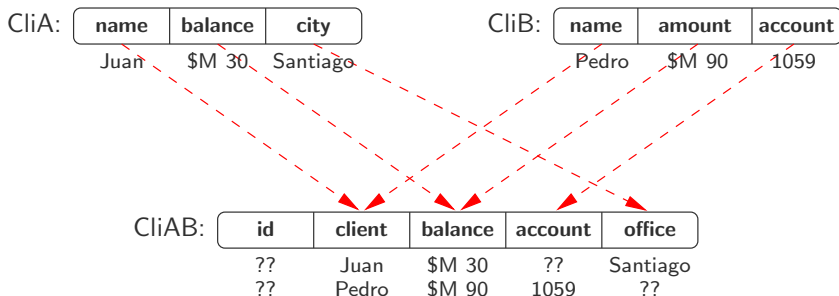 CliA: name balance city CliB: name amount account
Juan $M 30 Santiago Pedro $M 90 1059
CliAB: id client balance account office
?? Juan $M 30 ?? Santiago
?? Pedro $M 90 1059 ??